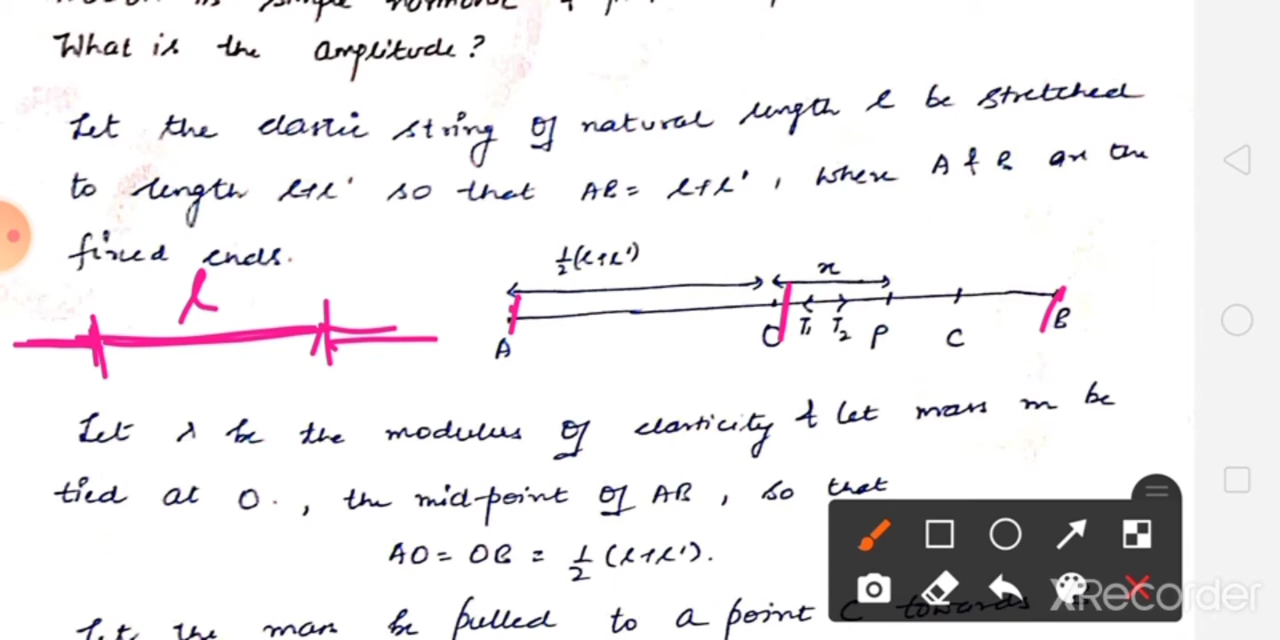 simple
What is the amplitude?
Let the elastic string of natural length l be stretched
to length l+l' so that AB = l+l', where A & B are the
fixed ends.
l
½(l+l')
x
A O T₁ T₂ P C B
Let λ be the modulus of elasticity & let mass m be
tied at O., the mid-point of AB, so that
AO = OB = ½(l+l').
Let the mass be pulled to a point C towards
XRecorder